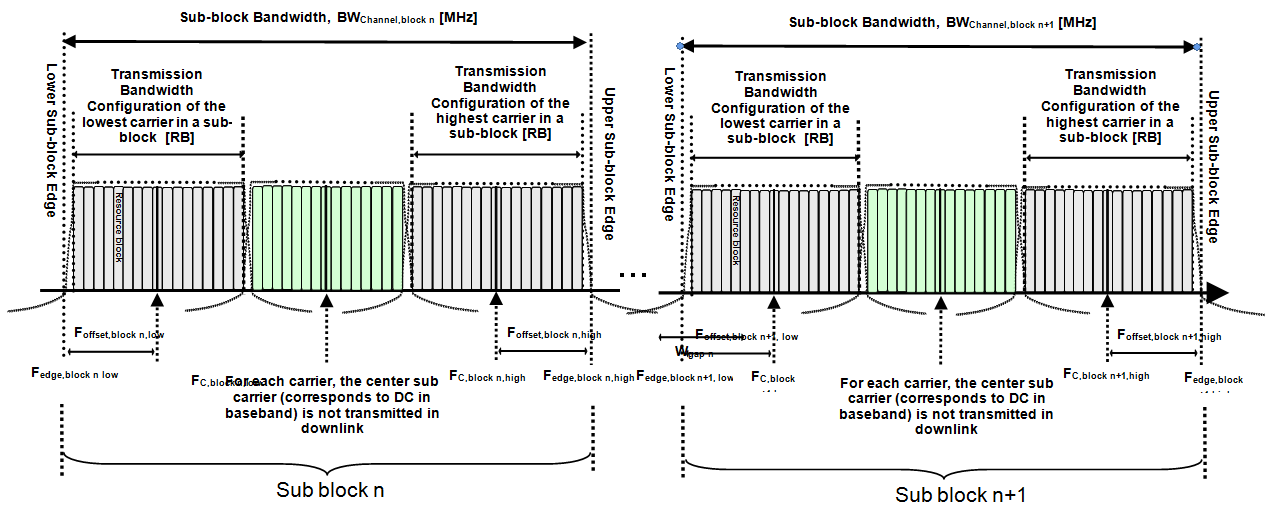 Sub-block Bandwidth, BWChannel,block n [MHz]
Lower Sub-block Edge
Transmission
Bandwidth
Configuration of the
lowest carrier in a sub-
block [RB]
Transmission
Bandwidth
Configuration of the
highest carrier in
a sub-block [RB]
Upper Sub-block Edge
Resource block
Foffset,block n,low
Foffset,block n,high
Fedge,block n low
FC,block n,low
FC,block n,high
Fedge,block n,high
For each carrier, the center sub
carrier (corresponds to DC in
baseband) is not transmitted in
downlink
Sub block n
...
Sub-block Bandwidth, BWChannel,block n+1 [MHz]
Lower Sub-block Edge
Transmission
Bandwidth
Configuration of the
lowest carrier in a
sub-block [RB]
Transmission
Bandwidth
Configuration of the
highest carrier in a
sub-block [RB]
Upper Sub-block Edge
Resource block
Foffset,block n+1, low
Wgap n
Foffset,block n+1,high
Fedge,block n+1, low
FC,block
FC,block n+1,high
Fedge,block
For each carrier, the center sub
carrier (corresponds to DC in
baseband) is not transmitted in
downlink
Sub block n+1